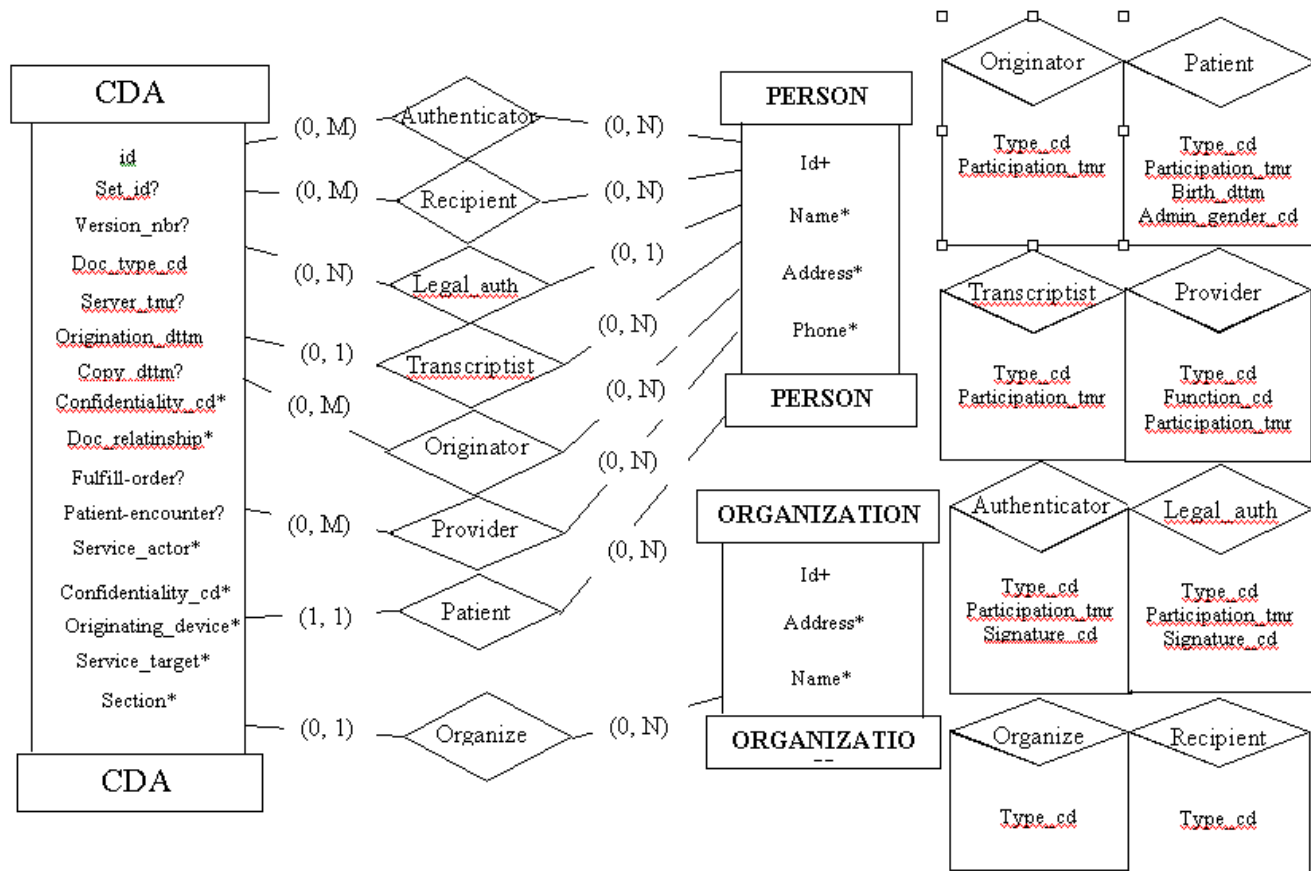 CDA
id
Set_id?
Version_nbr?
Doc_type_cd
Server_tmr?
Origination_dttm
Copy_dttm?
Confidentiality_cd*
Doc_relatinship*
Fulfill-order?
Patient-encounter?
Service_actor*
Confidentiality_cd*
Originating_device*
Service_target*
Section*
CDA
(0, M)
Authenticator
(0, N)
(0, M)
Recipient
(0, N)
(0, N)
Legal_auth
(0, 1)
(0, 1)
Transcriptist
(0, N)
(0, M)
Originator
(0, N)
(0, M)
Provider
(0, N)
(1, 1)
Patient
(0, N)
(0, 1)
Organize
(0, N)
PERSON
Id+
Name*
Address*
Phone*
PERSON
ORGANIZATION
Id+
Address*
Name*
ORGANIZATIO
Originator
Type_cd
Participation_tmr
Patient
Type_cd
Participation_tmr
Birth_dttm
Admin_gender_cd
Transcriptist
Type_cd
Participation_tmr
Provider
Type_cd
Function_cd
Participation_tmr
Authenticator
Type_cd
Participation_tmr
Signature_cd
Legal_auth
Type_cd
Participation_tmr
Signature_cd
Organize
Type_cd
Recipient
Type_cd